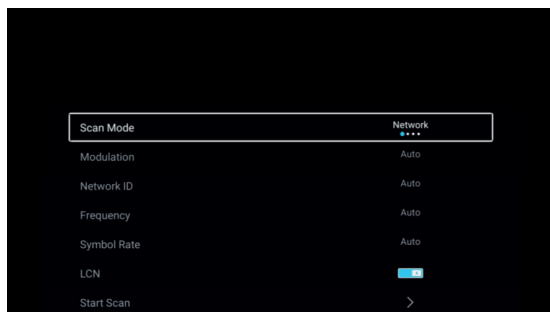 Scan Mode Network
Modulation Auto
Network ID Auto
Frequency Auto
Symbol Rate Auto
LCN
Start Scan